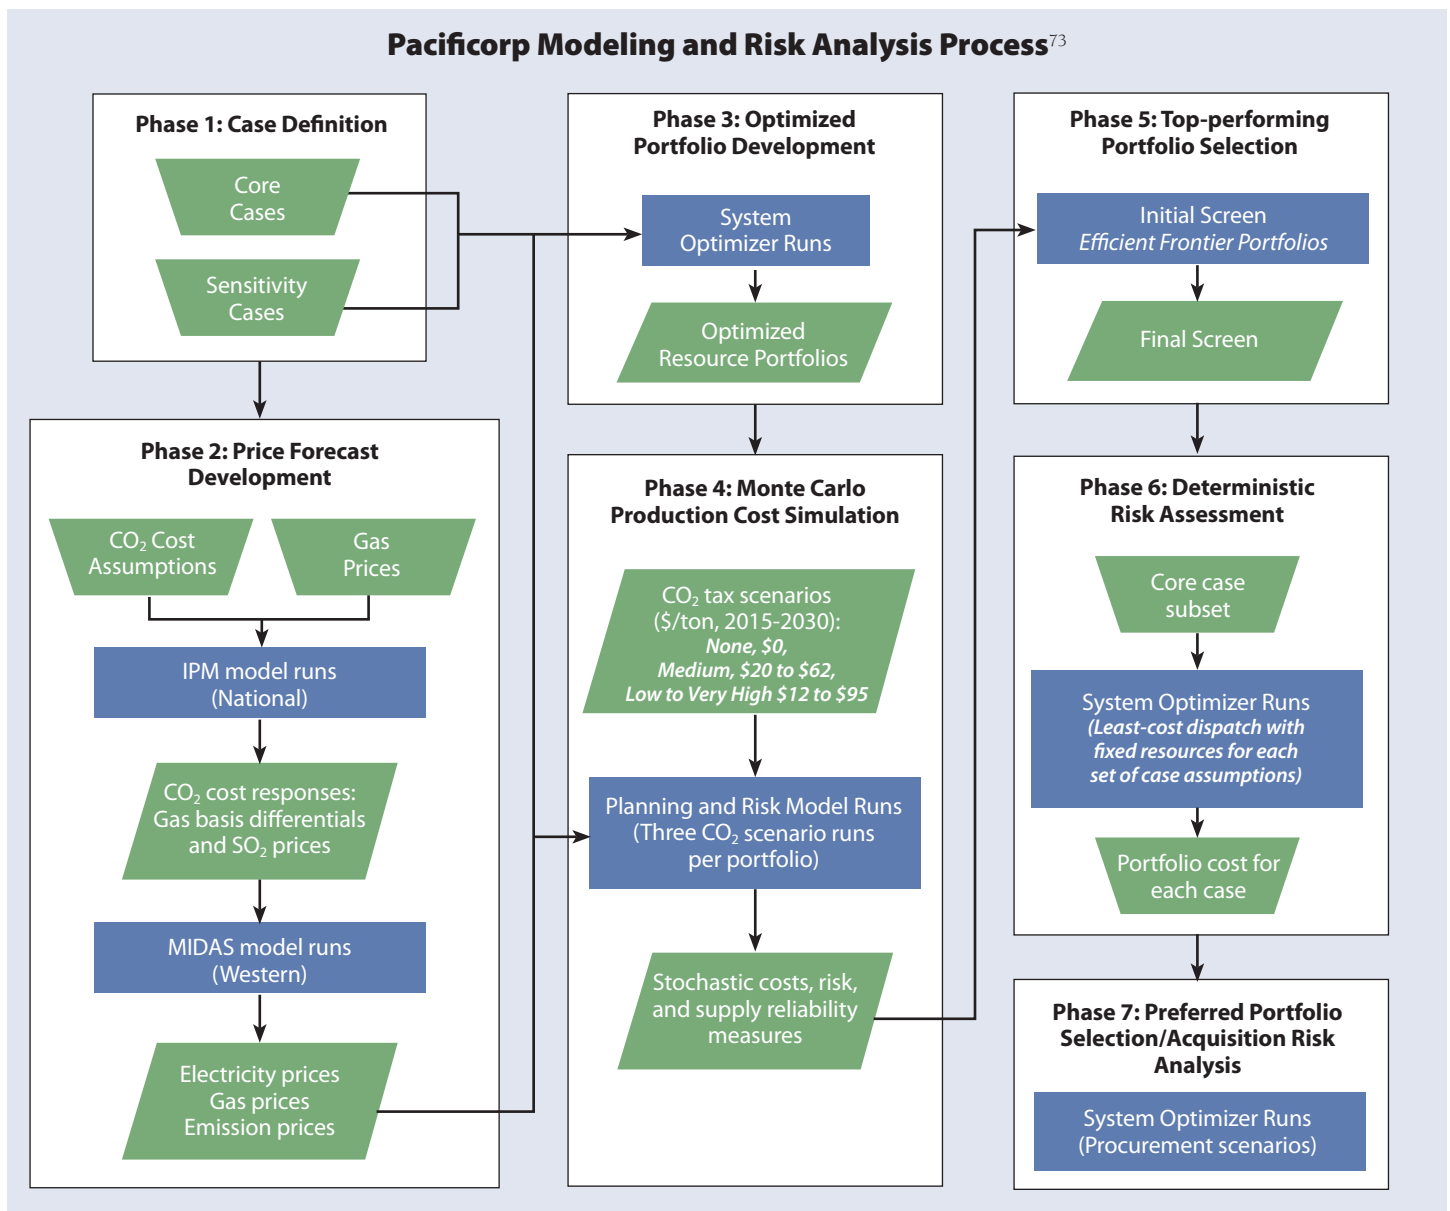 Pacificorp Modeling and Risk Analysis Process73
Phase 1: Case Definition
Core
Cases
Sensitivity
Cases
Phase 2: Price Forecast
Development
CO2 Cost
Assumptions
Gas
Prices
IPM model runs
(National)
CO2 cost responses:
Gas basis differentials
and SO2 prices
MIDAS model runs
(Western)
Electricity prices
Gas prices
Emission prices
Phase 3: Optimized
Portfolio Development
System
Optimizer Runs
Optimized
Resource Portfolios
Phase 4: Monte Carlo
Production Cost Simulation
CO2 tax scenarios
($/ton, 2015-2030):
None, $0,
Medium, $20 to $62,
Low to Very High $12 to $95
Planning and Risk Model Runs
(Three CO2 scenario runs
per portfolio)
Stochastic costs, risk,
and supply reliability
measures
Phase 5: Top-performing
Portfolio Selection
Initial Screen
Efficient Frontier Portfolios
Final Screen
Phase 6: Deterministic
Risk Assessment
Core case
subset
System Optimizer Runs
(Least-cost dispatch with
fixed resources for each
set of case assumptions)
Portfolio cost for
each case
Phase 7: Preferred Portfolio
Selection/Acquisition Risk
Analysis
System Optimizer Runs
(Procurement scenarios)